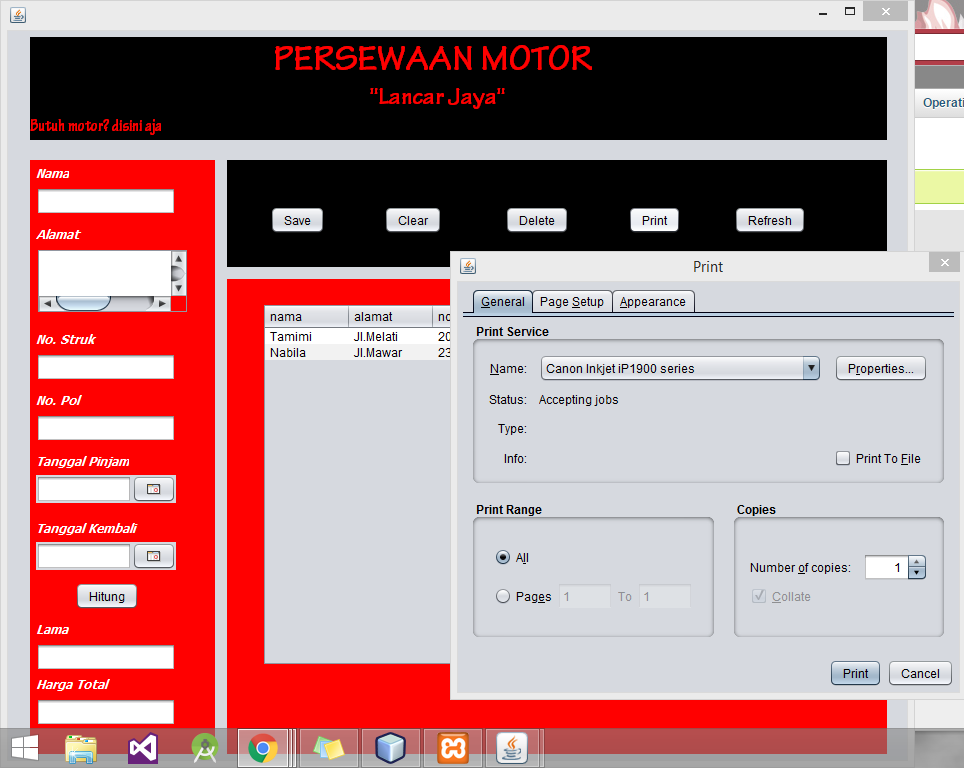 PERSEWAAN MOTOR
"Lancar Jaya"
Butuh motor? disini aja
Operati
Nama
Alamat
No. Struk
No. Pol
Tanggal Pinjam
Tanggal Kembali
Hitung
Lama
Harga Total
Save Clear Delete Print Refresh
nama alamat no
Tamimi Jl.Melati 20
Nabila Jl.Mawar 23
Print
General Page Setup Appearance
Print Service
Name: Canon Inkjet iP1900 series Properties...
Status: Accepting jobs
Type:
Info: Print To File
Print Range
All
Pages 1 To 1
Copies
Number of copies: 1
Collate
Print Cancel